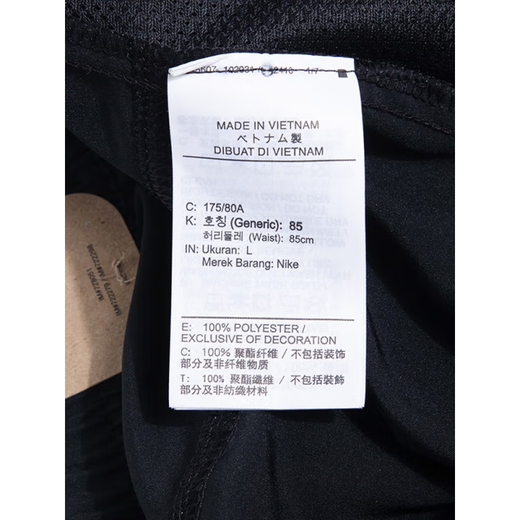 MADE IN VIETNAM
ベトナム製
DIBUAT DI VIETNAM
C: 175/80A
K: 호칭 (Generic): 85
허리둘레 (Waist): 85cm
IN: Ukuran: L
Merek Barang: Nike
E: 100% POLYESTER /
EXCLUSIVE OF DECORATION
C: 100% 聚酯纤维 / 不包括装饰
部分及非纤维物质
T: 100% 聚酯纖維 / 不包括裝飾
部分及非紡織材料